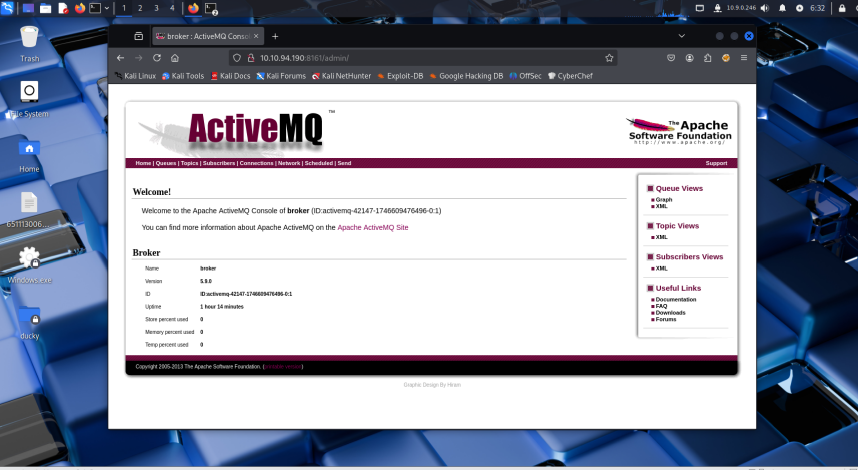 1 2 3 4
10.9.0.246
6:32
broker : ActiveMQ Consol
10.10.94.190:8161/admin/
Kali Linux Kali Tools Kali Docs Kali Forums Kali NetHunter Exploit-DB Google Hacking DB OffSec CyberChef
Trash
File System
Home
651113006...
Windows.exe
ducky
ActiveMQ
TM
The Apache
Software Foundation
http://www.apache.org/
Home | Queues | Topics | Subscribers | Connections | Network | Scheduled | Send
Support
Welcome!
Welcome to the Apache ActiveMQ Console of broker (ID:activemq-42147-1746609476496-0:1)
You can find more information about Apache ActiveMQ on the Apache ActiveMQ Site
Broker
Name broker
Version 5.9.0
ID ID:activemq-42147-1746609476496-0:1
Uptime 1 hour 14 minutes
Store percent used 0
Memory percent used 0
Temp percent used 0
Queue Views
Graph
XML
Topic Views
XML
Subscribers Views
XML
Useful Links
Documentation
FAQ
Downloads
Forums
Copyright 2005-2013 The Apache Software Foundation. (printable version)
Graphic Design By Hiram